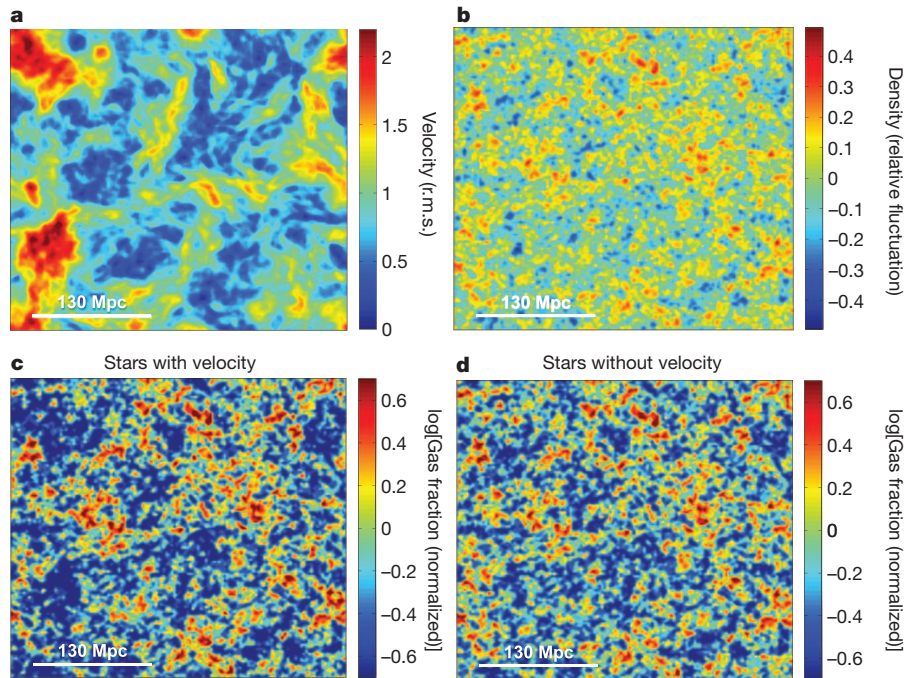 a
2
1.5
1
0.5
0
Velocity (r.m.s.)
130 Mpc
b
0.4
0.3
0.2
0.1
0
–0.1
–0.2
–0.3
–0.4
Density (relative fluctuation)
130 Mpc
c
Stars with velocity
0.6
0.4
0.2
0
–0.2
–0.4
–0.6
log[Gas fraction (normalized)]
130 Mpc
d
Stars without velocity
0.6
0.4
0.2
0
–0.2
–0.4
–0.6
log[Gas fraction (normalized)]
130 Mpc